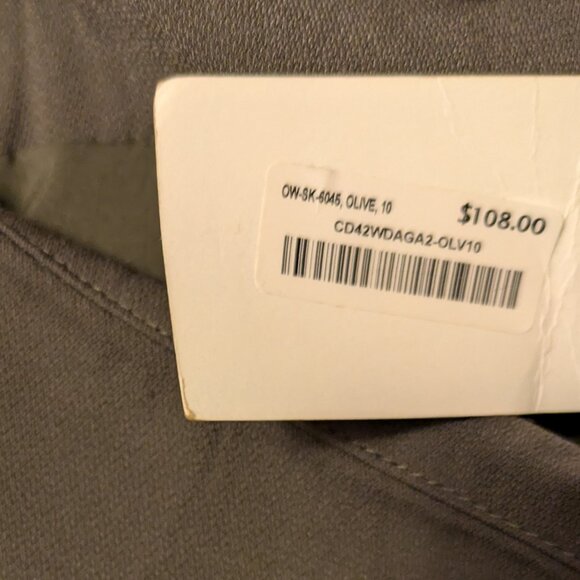 OW-SK-6045, OLIVE, 10 $108.00
CD42WDAGA2-OLV10